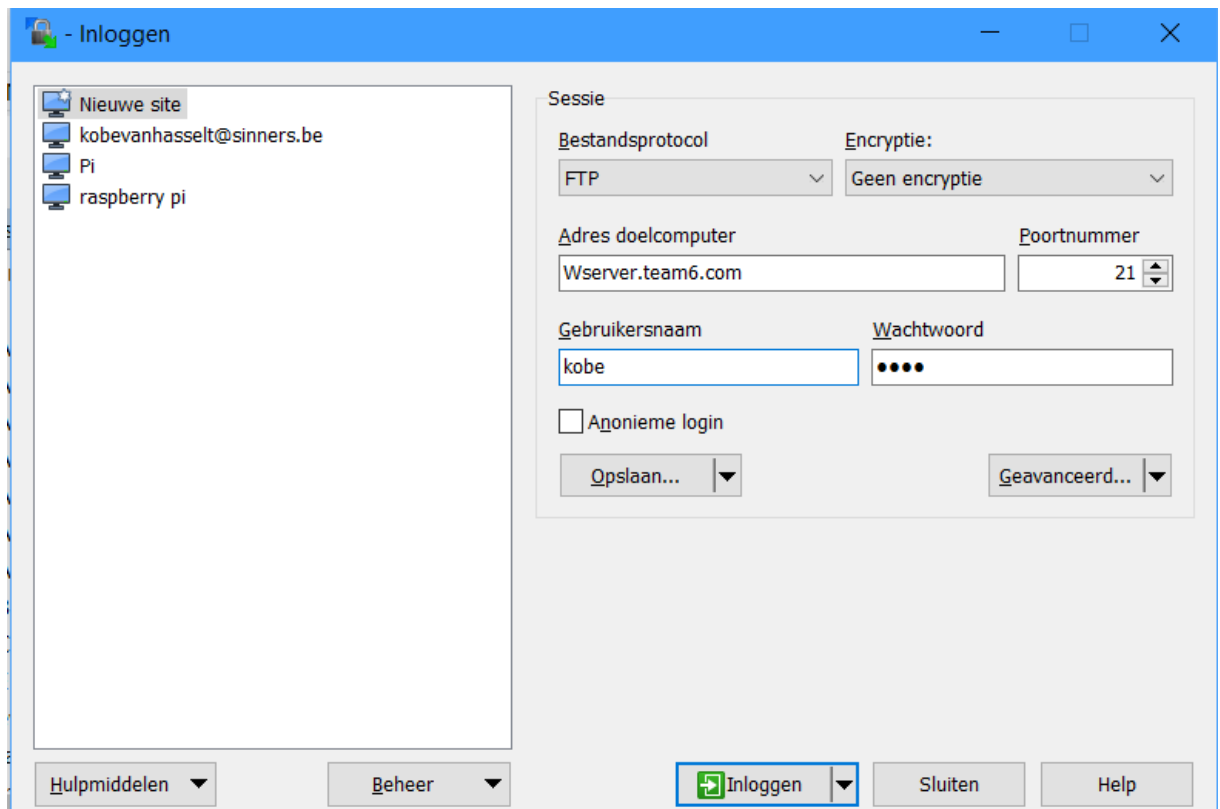 - Inloggen
Nieuwe site
kobevanhasselt@sinners.be
Pi
raspberry pi
Sessie
Bestandsprotocol Encryptie:
FTP Geen encryptie
Adres doelcomputer Poortnummer
Wserver.team6.com 21
Gebruikersnaam Wachtwoord
kobe ••••
Anonieme login
Opslaan... Geavanceerd...
Hulpmiddelen Beheer Inloggen Sluiten Help